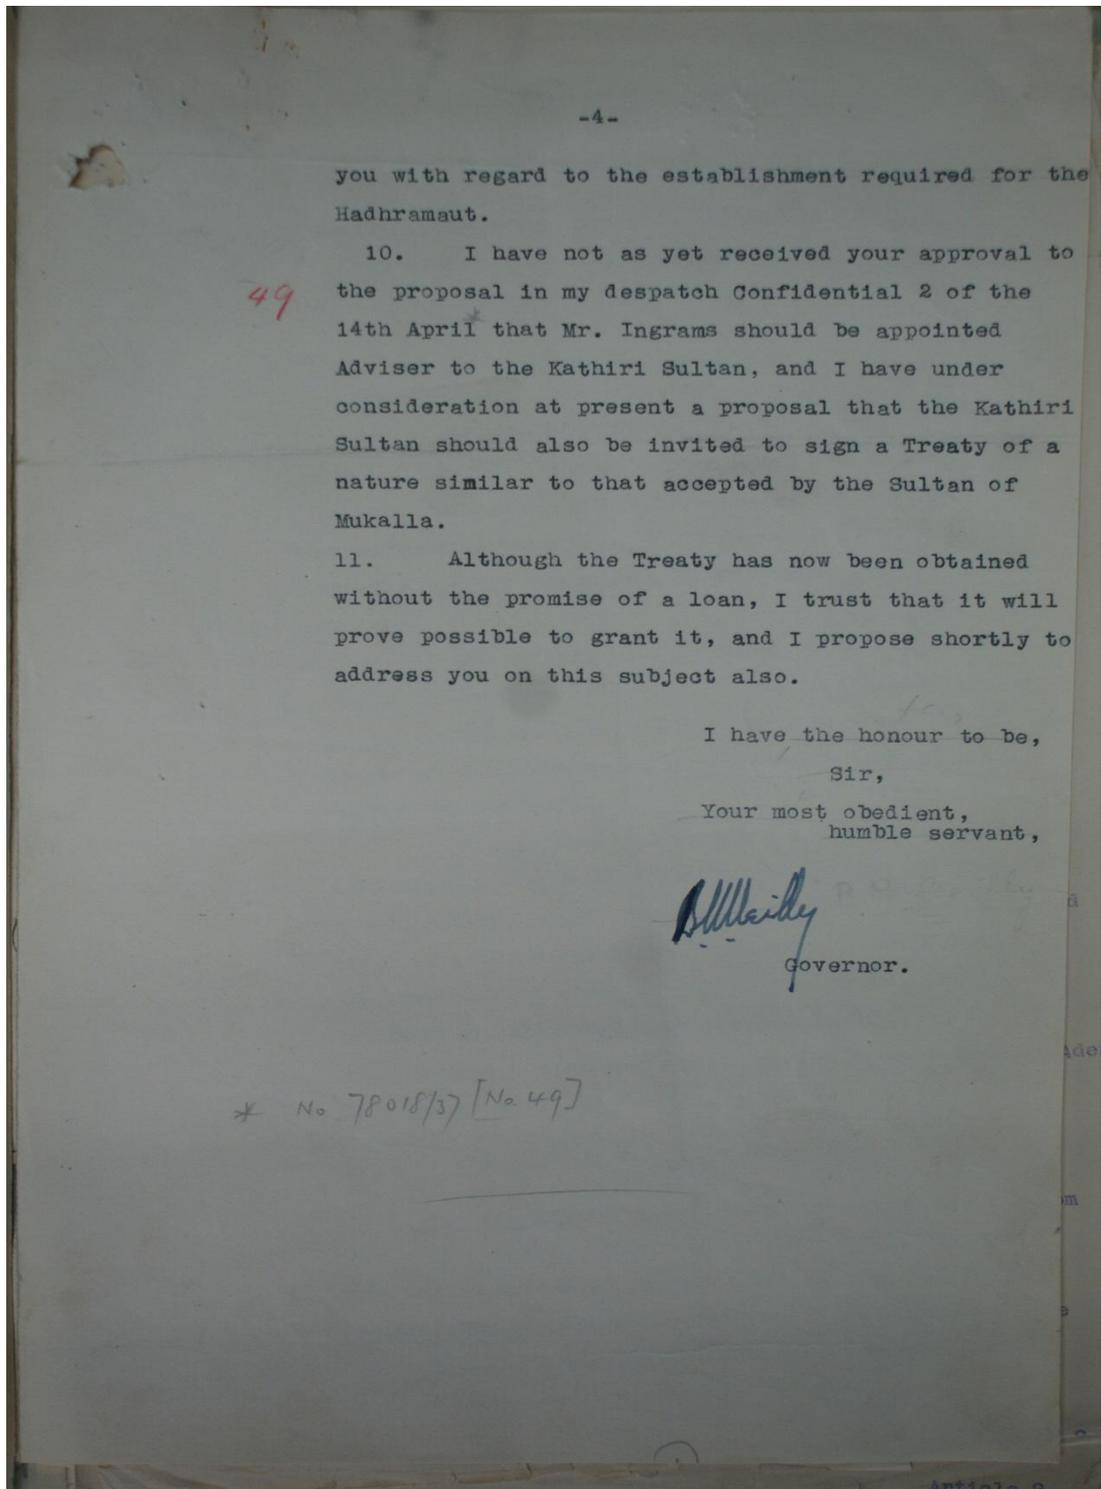 -4-
you with regard to the establishment required for the
Hadhramaut.
10. I have not as yet received your approval to
49 the proposal in my despatch Confidential 2 of the
14th April * that Mr. Ingrams should be appointed
Adviser to the Kathiri Sultan, and I have under
consideration at present a proposal that the Kathiri
Sultan should also be invited to sign a Treaty of a
nature similar to that accepted by the Sultan of
Mukalla.
11. Although the Treaty has now been obtained
without the promise of a loan, I trust that it will
prove possible to grant it, and I propose shortly to
address you on this subject also.
I have the honour to be,
Sir,
Your most obedient,
humble servant,
BRReilly
Governor.
* No 78018/37 [No. 49]